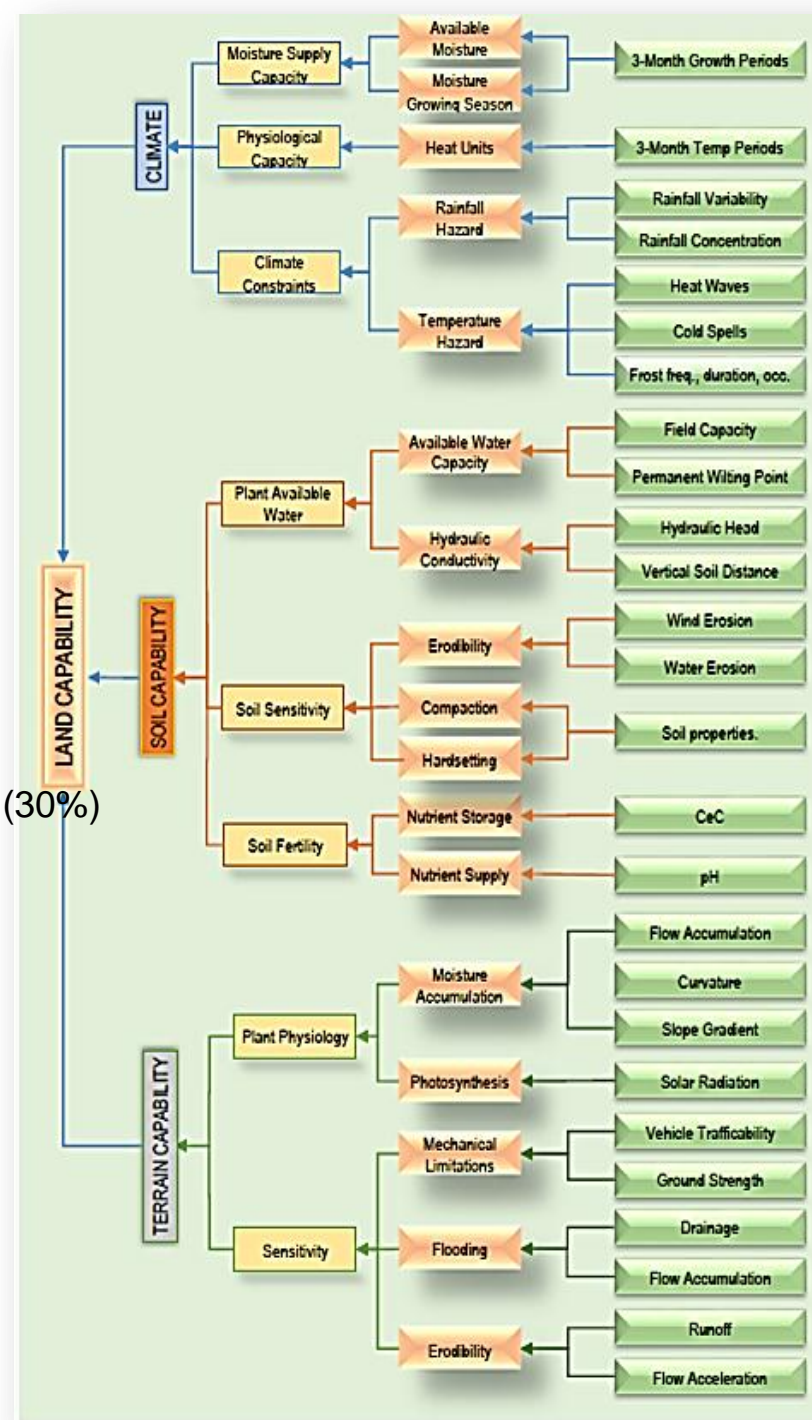 LAND CAPABILITY
(30%)
CLIMATE
Moisture Supply
Capacity
Available
Moisture
Moisture
Growing Season
3-Month Growth Periods
Physiological
Capacity
Heat Units
3-Month Temp Periods
Climate
Constraints
Rainfall
Hazard
Rainfall Variability
Rainfall Concentration
Temperature
Hazard
Heat Waves
Cold Spells
Frost freq., duration, occ.
SOIL CAPABILITY
Plant Available
Water
Available Water
Capacity
Field Capacity
Permanent Wilting Point
Hydraulic
Conductivity
Hydraulic Head
Vertical Soil Distance
Soil Sensitivity
Erodibility
Wind Erosion
Water Erosion
Compaction
Hardsetting
Soil properties.
Soil Fertility
Nutrient Storage
CeC
Nutrient Supply
pH
TERRAIN CAPABILITY
Plant Physiology
Moisture
Accumulation
Flow Accumulation
Curvature
Slope Gradient
Photosynthesis
Solar Radiation
Sensitivity
Mechanical
Limitations
Vehicle Trafficability
Ground Strength
Flooding
Drainage
Flow Accumulation
Erodibility
Runoff
Flow Acceleration